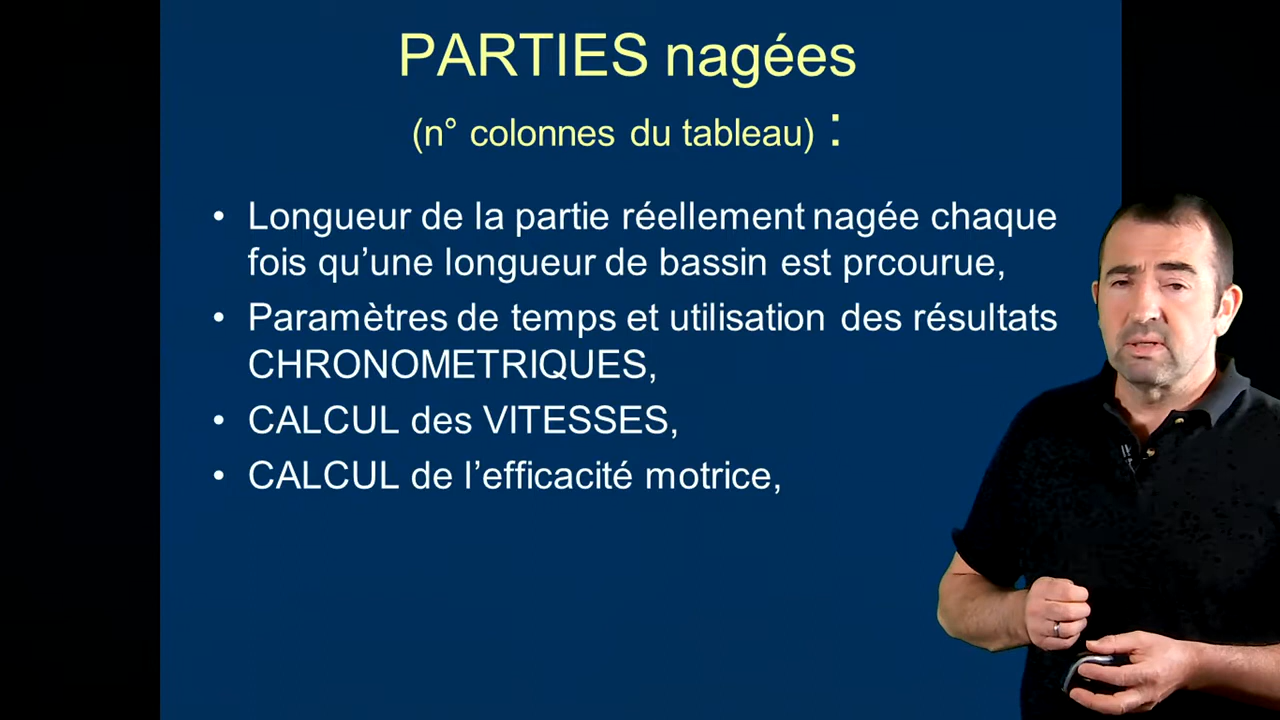 PARTIES nagées
(n° colonnes du tableau) :
• Longueur de la partie réellement nagée chaque
fois qu’une longueur de bassin est prcourue,
• Paramètres de temps et utilisation des résultats
CHRONOMETRIQUES,
• CALCUL des VITESSES,
• CALCUL de l’efficacité motrice,